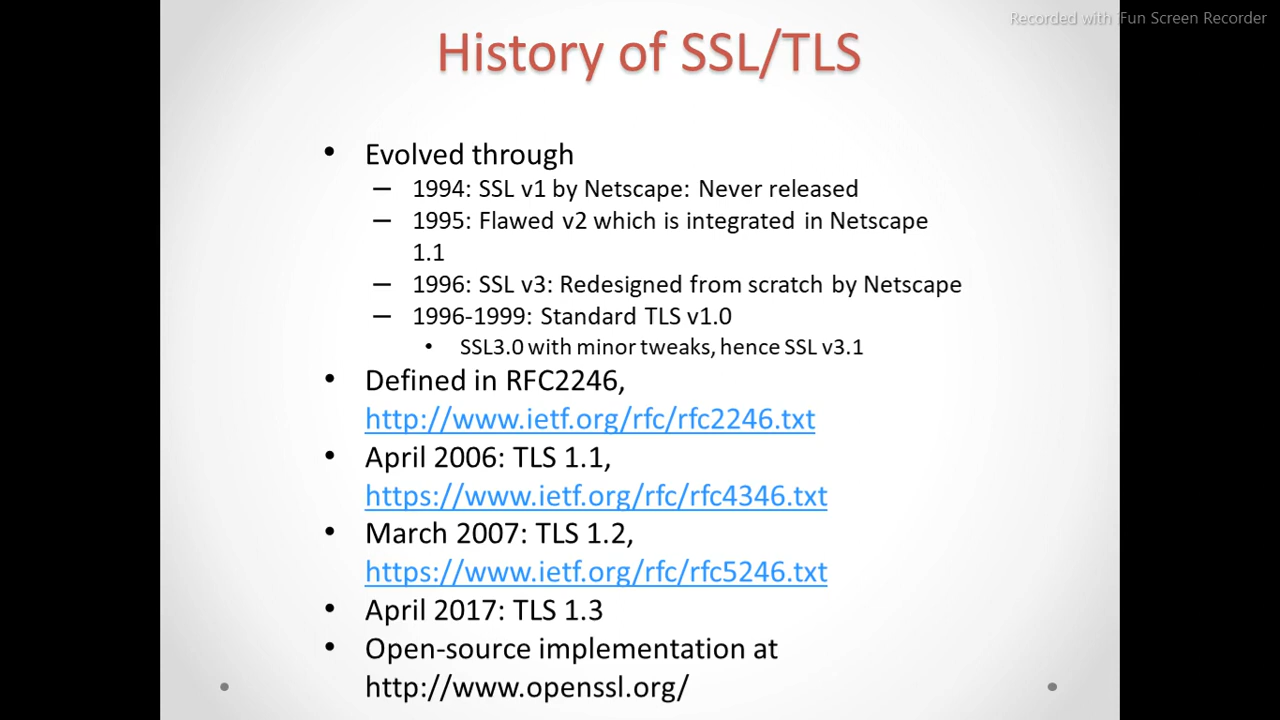 Recorded with iFun Screen Recorder
History of SSL/TLS
• Evolved through
– 1994: SSL v1 by Netscape: Never released
– 1995: Flawed v2 which is integrated in Netscape
1.1
– 1996: SSL v3: Redesigned from scratch by Netscape
– 1996-1999: Standard TLS v1.0
• SSL3.0 with minor tweaks, hence SSL v3.1
• Defined in RFC2246,
http://www.ietf.org/rfc/rfc2246.txt
• April 2006: TLS 1.1,
https://www.ietf.org/rfc/rfc4346.txt
• March 2007: TLS 1.2,
https://www.ietf.org/rfc/rfc5246.txt
• April 2017: TLS 1.3
• Open-source implementation at
http://www.openssl.org/